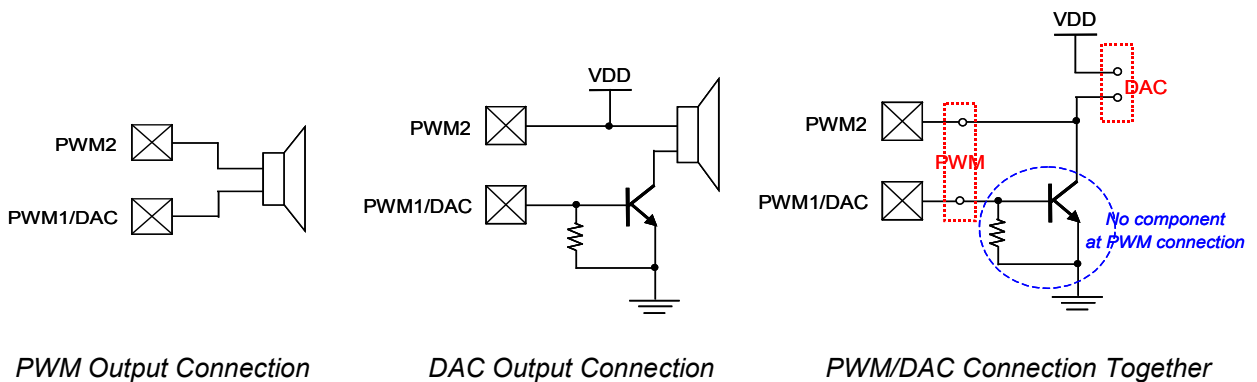 PWM2
PWM1/DAC
PWM Output Connection
VDD
PWM2
PWM1/DAC
DAC Output Connection
VDD
DAC
PWM2
PWM
PWM1/DAC
No component
at PWM connection
PWM/DAC Connection Together